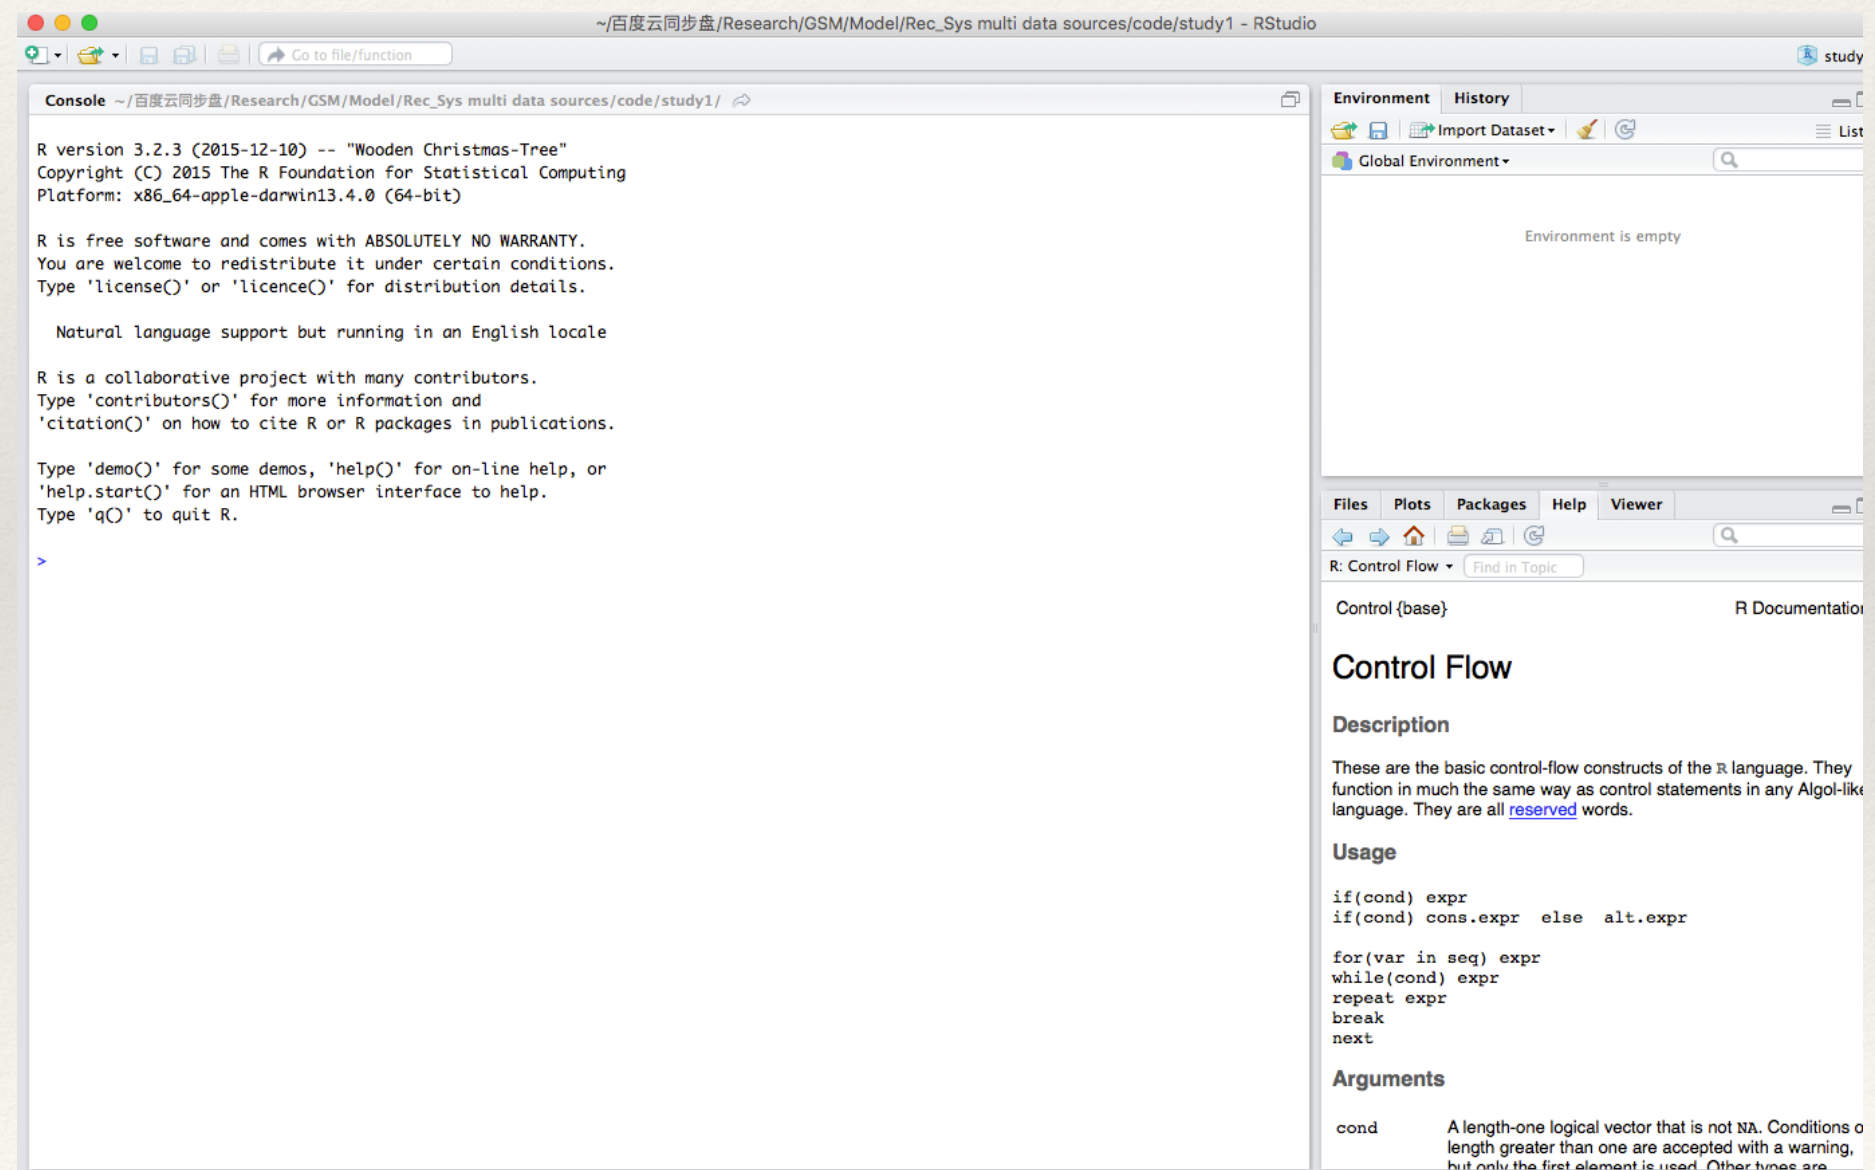 ~/百度云同步盘/Research/GSM/Model/Rec_Sys multi data sources/code/study1 - RStudio
Go to file/function
study
Console ~/百度云同步盘/Research/GSM/Model/Rec_Sys multi data sources/code/study1/
R version 3.2.3 (2015-12-10) -- "Wooden Christmas-Tree"
Copyright (C) 2015 The R Foundation for Statistical Computing
Platform: x86_64-apple-darwin13.4.0 (64-bit)
R is free software and comes with ABSOLUTELY NO WARRANTY.
You are welcome to redistribute it under certain conditions.
Type 'license()' or 'licence()' for distribution details.
Natural language support but running in an English locale
R is a collaborative project with many contributors.
Type 'contributors()' for more information and
'citation()' on how to cite R or R packages in publications.
Type 'demo()' for some demos, 'help()' for on-line help, or
'help.start()' for an HTML browser interface to help.
Type 'q()' to quit R.
>
Environment History
Import Dataset
List
Global Environment
Environment is empty
Files Plots Packages Help Viewer
R: Control Flow Find in Topic
Control {base} R Documentation
Control Flow
Description
These are the basic control-flow constructs of the R language. They
function in much the same way as control statements in any Algol-like
language. They are all reserved words.
Usage
if(cond) expr
if(cond) cons.expr else alt.expr
for(var in seq) expr
while(cond) expr
repeat expr
break
next
Arguments
cond A length-one logical vector that is not NA. Conditions o
length greater than one are accepted with a warning,
but only the first element is used. Other types are